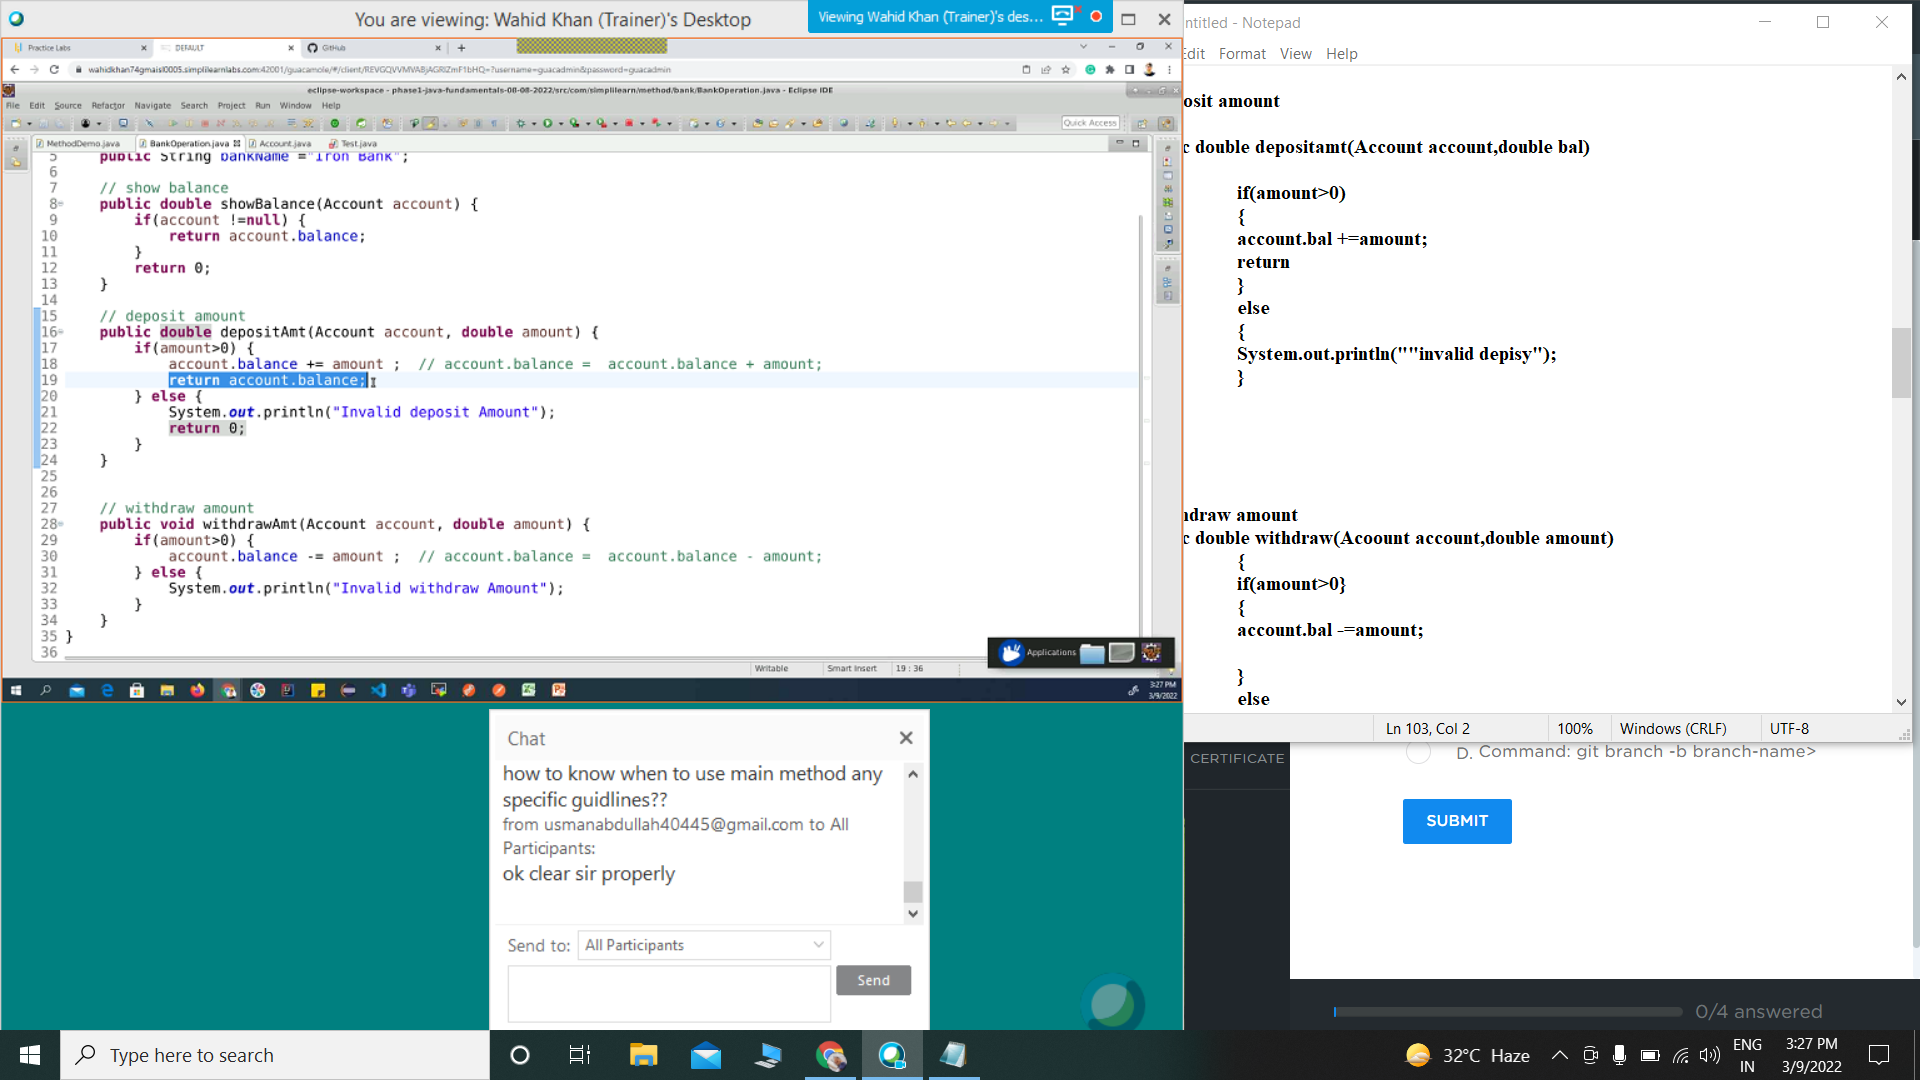 You are viewing: Wahid Khan (Trainer)'s Desktop
Viewing Wahid Khan (Trainer)'s des...
Practice Labs
DEFAULT
GitHub
wahidkhan74gmaisl0005.simplilearnlabs.com:42001/guacamole/#/client/
eclipse-workspace - phase1-java-fundamentals-08-08-2022/src/com/simplilearn/method/bank/BankOperation.java - Eclipse IDE
File Edit Source Refactor Navigate Search Project Run Window Help
Quick Access
MethodDemo.java BankOperation.java Account.java Test.java
5 public String bankName ="Iron Bank";
6
7 // show balance
8 public double showBalance(Account account) {
9 if(account !=null) {
10 return account.balance;
11 }
12 return 0;
13 }
14
15 // deposit amount
16 public double depositAmt(Account account, double amount) {
17 if(amount>0) {
18 account.balance += amount ; // account.balance = account.balance + amount;
19 return account.balance;
20 } else {
21 System.out.println("Invalid deposit Amount");
22 return 0;
23 }
24 }
25
26
27 // withdraw amount
28 public void withdrawAmt(Account account, double amount) {
29 if(amount>0) {
30 account.balance -= amount ; // account.balance = account.balance - amount;
31 } else {
32 System.out.println("Invalid withdraw Amount");
33 }
34 }
35 }
36
Applications
Writable Smart Insert 19 : 36
3:27 PM
3/9/2022
ntitled - Notepad
Edit Format View Help
osit amount
c double depositamt(Account account,double bal)
if(amount>0)
{
account.bal +=amount;
return
}
else
{
System.out.println(""invalid depisy");
}
hdraw amount
c double withdraw(Acoount account,double amount)
{
if(amount>0}
{
account.bal -=amount;
}
else
Ln 103, Col 2 100% Windows (CRLF) UTF-8
CERTIFICATE
D. Command: git branch -b branch-name>
SUBMIT
0/4 answered
Chat
how to know when to use main method any
specific guidlines??
from usmanabdullah40445@gmail.com to All
Participants:
ok clear sir properly
Send to: All Participants
Send
Type here to search
32°C Haze
ENG
IN
3:27 PM
3/9/2022